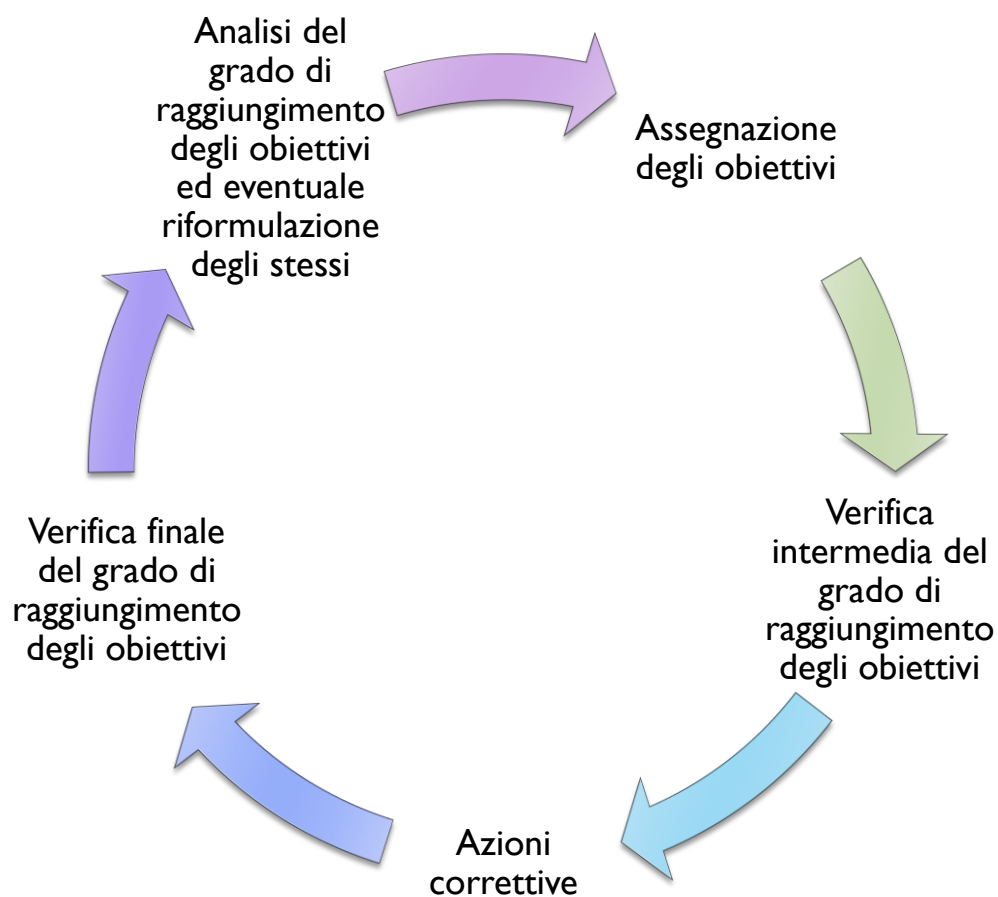 Analisi del
grado di
raggiungimento
degli obiettivi
ed eventuale
riformulazione
degli stessi
Assegnazione
degli obiettivi
Verifica
intermedia del
grado di
raggiungimento
degli obiettivi
Azioni
correttive
Verifica finale
del grado di
raggiungimento
degli obiettivi